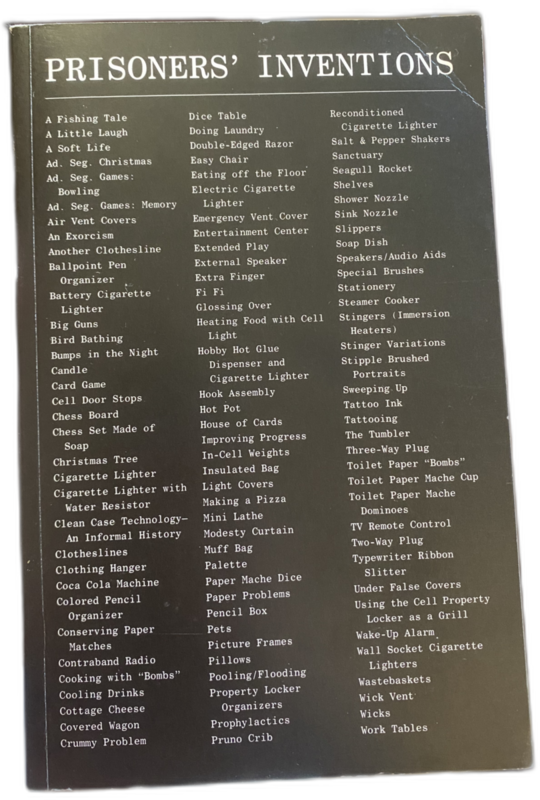 PRISONERS' INVENTIONS
A Fishing Tale
A Little Laugh
A Soft Life
Ad. Seg. Christmas
Ad. Seg. Games:
Bowling
Ad. Seg. Games: Memory
Air Vent Covers
An Exorcism
Another Clothesline
Ballpoint Pen
Organizer
Battery Cigarette
Lighter
Big Guns
Bird Bathing
Bumps in the Night
Candle
Card Game
Cell Door Stops
Chess Board
Chess Set Made of
Soap
Christmas Tree
Cigarette Lighter
Cigarette Lighter with
Water Resistor
Clean Case Technology—
An Informal History
Clotheslines
Clothing Hanger
Coca Cola Machine
Colored Pencil
Organizer
Conserving Paper
Matches
Contraband Radio
Cooking with "Bombs"
Cooling Drinks
Cottage Cheese
Covered Wagon
Crummy Problem
Dice Table
Doing Laundry
Double-Edged Razor
Easy Chair
Eating off the Floor
Electric Cigarette
Lighter
Emergency Vent Cover
Entertainment Center
Extended Play
External Speaker
Extra Finger
Fi Fi
Glossing Over
Heating Food with Cell
Light
Hobby Hot Glue
Dispenser and
Cigarette Lighter
Hook Assembly
Hot Pot
House of Cards
Improving Progress
In-Cell Weights
Insulated Bag
Light Covers
Making a Pizza
Mini Lathe
Modesty Curtain
Muff Bag
Palette
Paper Mache Dice
Paper Problems
Pencil Box
Pets
Picture Frames
Pillows
Pooling/Flooding
Property Locker
Organizers
Prophylactics
Pruno Crib
Reconditioned
Cigarette Lighter
Salt & Pepper Shakers
Sanctuary
Seagull Rocket
Shelves
Shower Nozzle
Sink Nozzle
Slippers
Soap Dish
Speakers/Audio Aids
Special Brushes
Stationery
Steamer Cooker
Stingers (Immersion
Heaters)
Stinger Variations
Stipple Brushed
Portraits
Sweeping Up
Tattoo Ink
Tattooing
The Tumbler
Three-Way Plug
Toilet Paper "Bombs"
Toilet Paper Mache Cup
Toilet Paper Mache
Dominoes
TV Remote Control
Two-Way Plug
Typewriter Ribbon
Slitter
Under False Covers
Using the Cell Property
Locker as a Grill
Wake-Up Alarm
Wall Socket Cigarette
Lighters
Wastebaskets
Wick Vent
Wicks
Work Tables